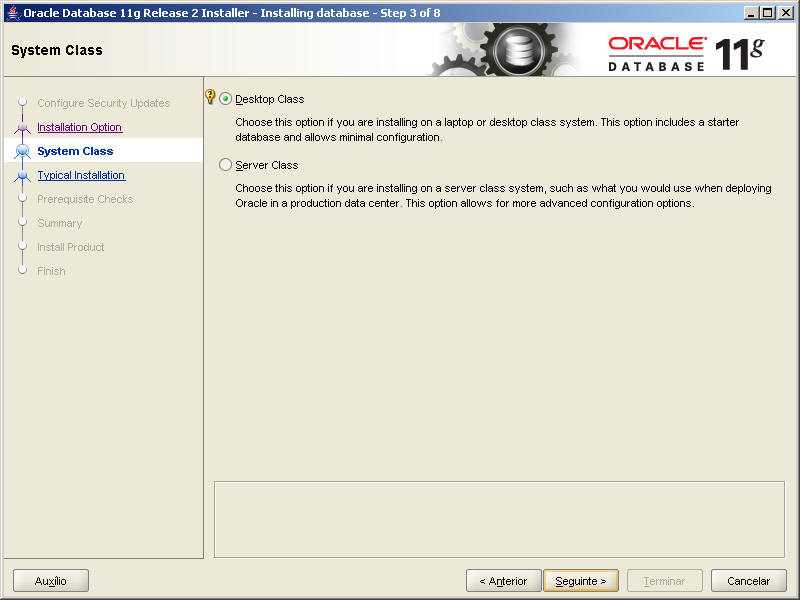 Oracle Database 11g Release 2 Installer - Installing database - Step 3 of 8
System Class
ORACLE
DATABASE
11g
Configure Security Updates
Installation Option
System Class
Typical Installation
Prerequisite Checks
Summary
Install Product
Finish
Desktop Class
Choose this option if you are installing on a laptop or desktop class system. This option includes a starter
database and allows minimal configuration.
Server Class
Choose this option if you are installing on a server class system, such as what you would use when deploying
Oracle in a production data center. This option allows for more advanced configuration options.
Auxílio
< Anterior
Seguinte >
Terminar
Cancelar